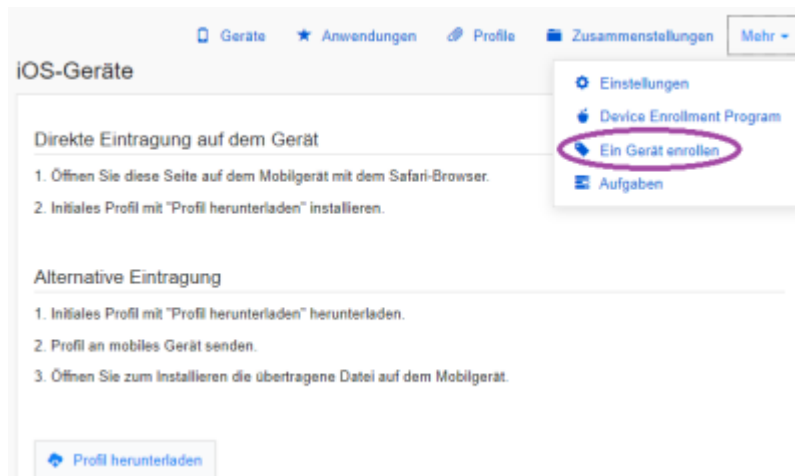 Geräte Anwendungen Profile Zusammenstellungen Mehr
iOS-Geräte
Einstellungen
Device Enrollment Program
Ein Gerät enrollen
Aufgaben
Direkte Eintragung auf dem Gerät
1. Öffnen Sie diese Seite auf dem Mobilgerät mit dem Safari-Browser.
2. Initiales Profil mit "Profil herunterladen" installieren.
Alternative Eintragung
1. Initiales Profil mit "Profil herunterladen" herunterladen.
2. Profil an mobiles Gerät senden.
3. Öffnen Sie zum Installieren die übertragene Datei auf dem Mobilgerät.
Profil herunterladen